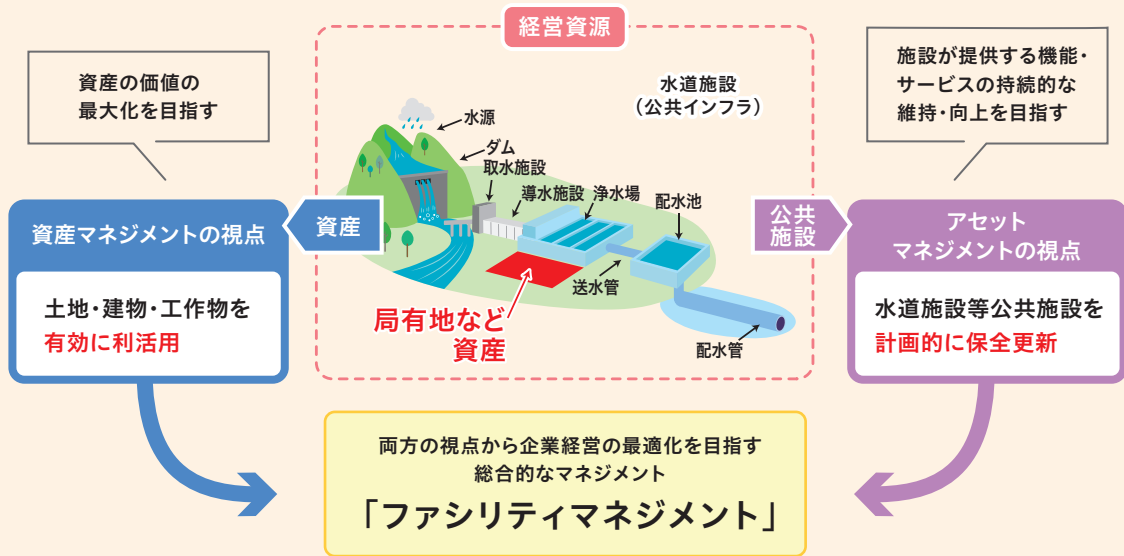 経営資源
資産の価値の
最大化を目指す
施設が提供する機能・
サービスの持続的な
維持・向上を目指す
水道施設
(公共インフラ)
水源
ダム
取水施設
導水施設
浄水場
配水池
送水管
配水管
局有地など
資産
資産
公共
施設
資産マネジメントの視点
土地・建物・工作物を
有効に利活用
アセット
マネジメントの視点
水道施設等公共施設を
計画的に保全更新
両方の視点から企業経営の最適化を目指す
総合的なマネジメント
「ファシリティマネジメント」